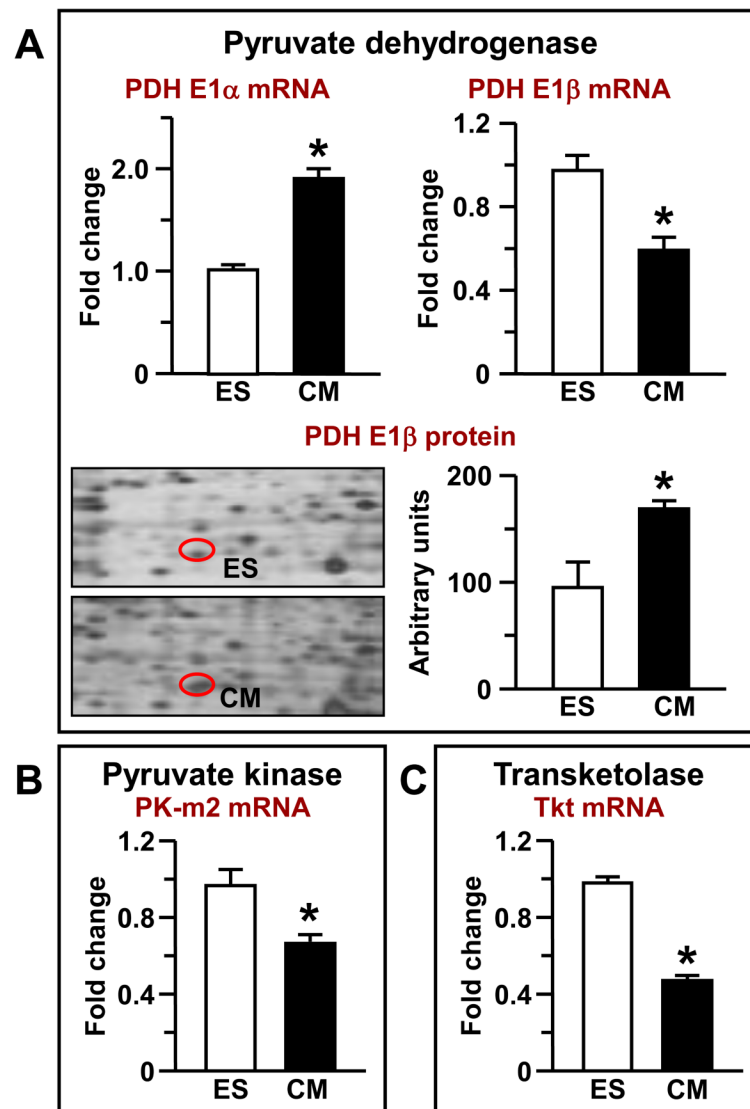 A
Pyruvate dehydrogenase
PDH E1α mRNA
Fold change
2.0
1.0
0
*
ES
CM
PDH E1β mRNA
Fold change
1.2
0.8
0.4
0
*
ES
CM
PDH E1β protein
ES
CM
Arbitrary units
200
100
0
*
ES
CM
B
Pyruvate kinase
PK-m2 mRNA
Fold change
1.2
0.8
0.4
0
*
ES
CM
C
Transketolase
Tkt mRNA
Fold change
1.2
0.8
0.4
0
*
ES
CM